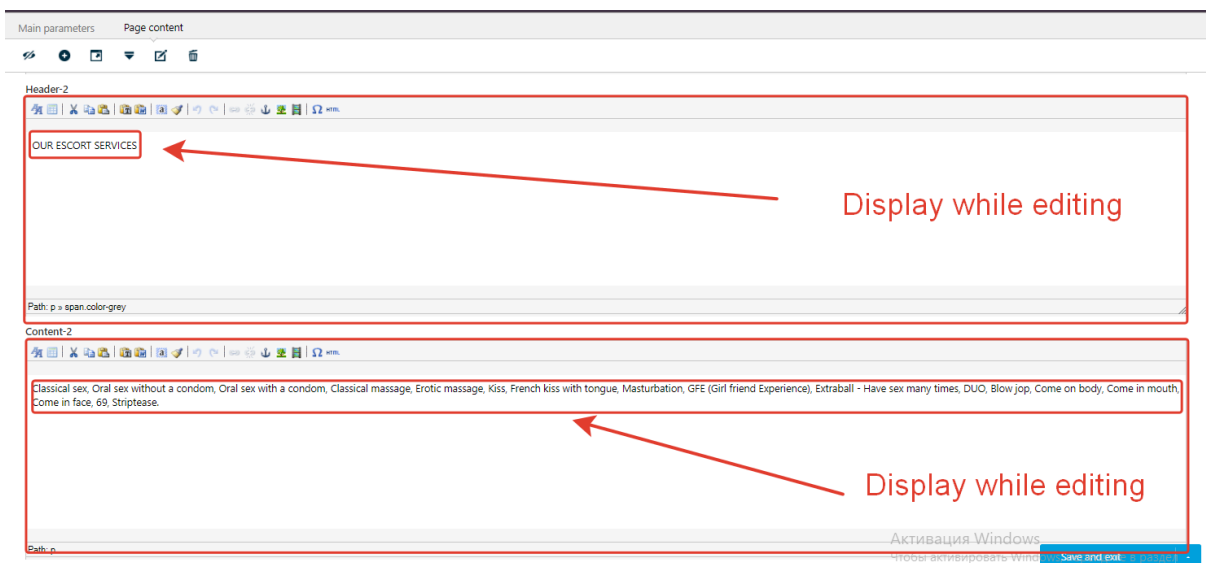 Main parameters Page content
Header-2
HTML
OUR ESCORT SERVICES
Display while editing
Path: p » span.color-grey
Content-2
HTML
Classical sex, Oral sex without a condom, Oral sex with a condom, Classical massage, Erotic massage, Kiss, French kiss with tongue, Masturbation, GFE (Girl friend Experience), Extraball - Have sex many times, DUO, Blow jop, Come on body, Come in mouth,
Come in face, 69, Striptease.
Display while editing
Активация Windows
Path: p
Чтобы активировать Windows Save and exit в разде